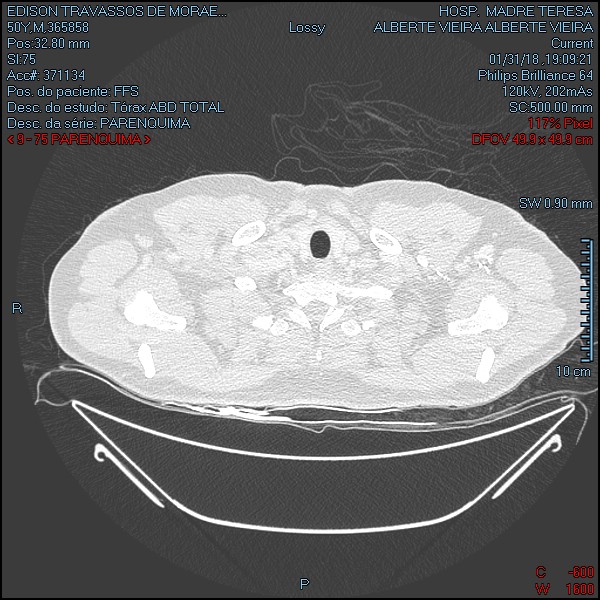 EDISON TRAVASSOS DE MORAE...
50Y,M,365858
Pos:32.80 mm
SI:75
Acc#: 371134
Pos. do paciente: FFS
Desc. do estudo: Tórax ABD TOTAL
Desc. da série: PARENQUIMA
< 9 - 75 PARENQUIMA >
Lossy
HOSP. MADRE TERESA
ALBERTE VIEIRA ALBERTE VIEIRA
Current
01/31/18 ,19:09:21
Philips Brilliance 64
120kV, 202mAs
SC:500.00 mm
117% Pixel
DFOV 49.9 x 49.9 cm
SW 0.90 mm
R
10 cm
P
C -600
W 1600